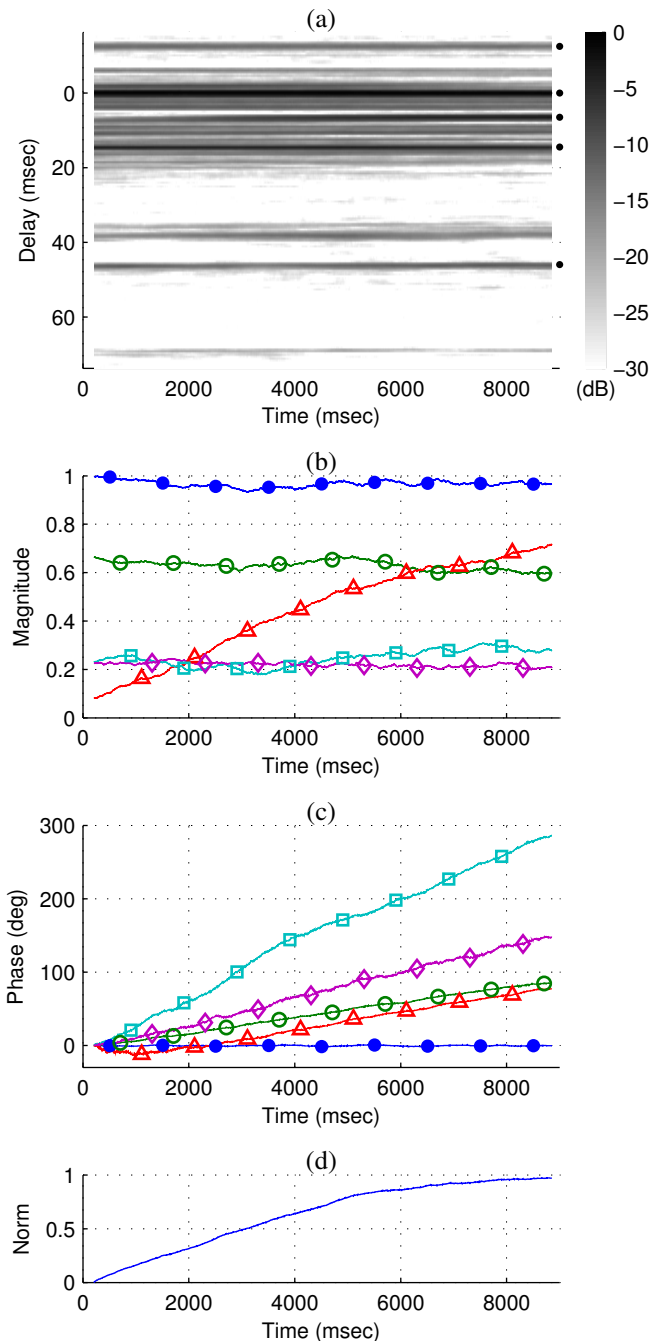 (a)
0
20
40
60
Delay (msec)
0 2000 4000 6000 8000
Time (msec)
0
−5
−10
−15
−20
−25
−30
(dB)
(b)
1
0.8
0.6
0.4
0.2
0
Magnitude
0 2000 4000 6000 8000
Time (msec)
(c)
300
200
100
0
Phase (deg)
0 2000 4000 6000 8000
Time (msec)
(d)
1
0.5
0
Norm
0 2000 4000 6000 8000
Time (msec)